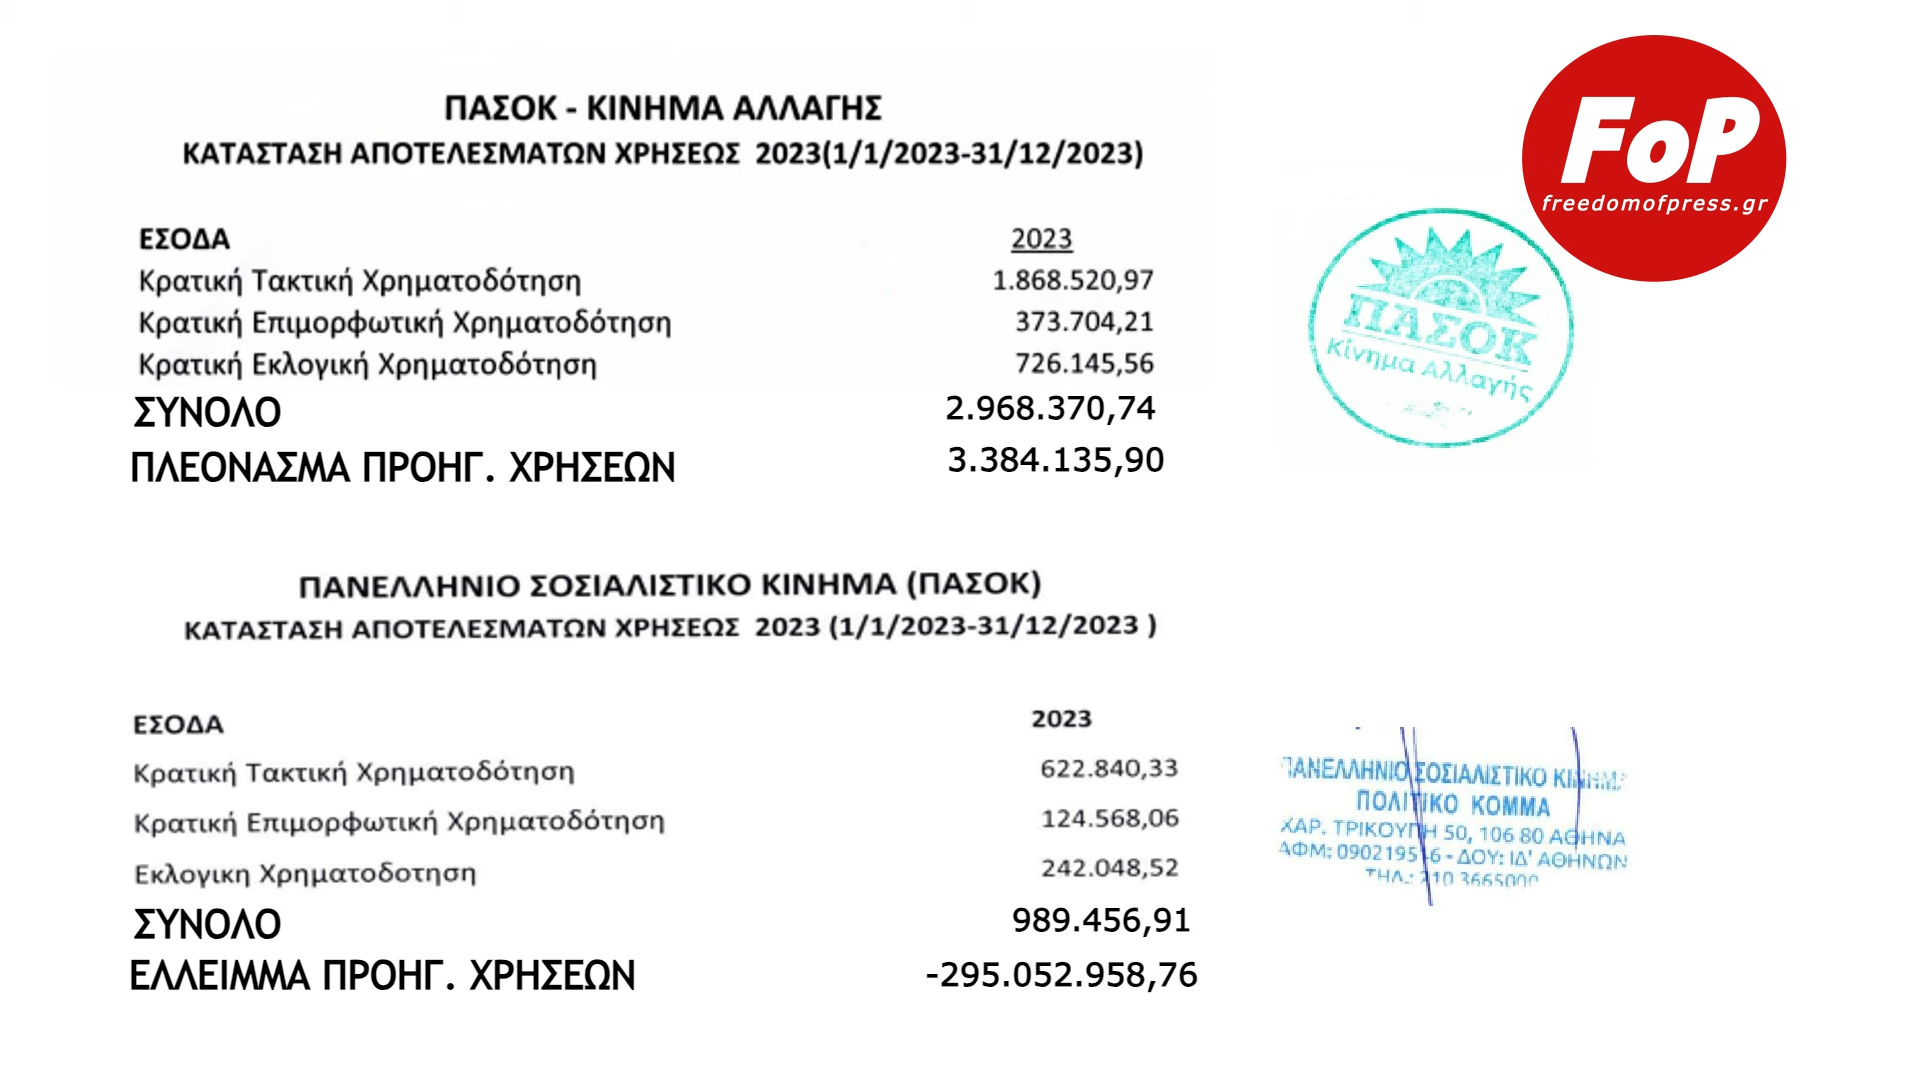 FoP
freedomofpress.gr
ΠΑΣΟΚ - ΚΙΝΗΜΑ ΑΛΛΑΓΗΣ
ΚΑΤΑΣΤΑΣΗ ΑΠΟΤΕΛΕΣΜΑΤΩΝ ΧΡΗΣΕΩΣ 2023(1/1/2023-31/12/2023)
ΕΣΟΔΑ 2023
Κρατική Τακτική Χρηματοδότηση 1.868.520,97
Κρατική Επιμορφωτική Χρηματοδότηση 373.704,21
Κρατική Εκλογική Χρηματοδότηση 726.145,56
ΣΥΝΟΛΟ 2.968.370,74
ΠΛΕΟΝΑΣΜΑ ΠΡΟΗΓ. ΧΡΗΣΕΩΝ 3.384.135,90
ΠΑΣΟΚ
Κίνημα Αλλαγής
ΠΑΝΕΛΛΗΝΙΟ ΣΟΣΙΑΛΙΣΤΙΚΟ ΚΙΝΗΜΑ (ΠΑΣΟΚ)
ΚΑΤΑΣΤΑΣΗ ΑΠΟΤΕΛΕΣΜΑΤΩΝ ΧΡΗΣΕΩΣ 2023 (1/1/2023-31/12/2023 )
ΕΣΟΔΑ 2023
Κρατική Τακτική Χρηματοδότηση 622.840,33
Κρατική Επιμορφωτική Χρηματοδότηση 124.568,06
Εκλογικη Χρηματοδοτηση 242.048,52
ΣΥΝΟΛΟ 989.456,91
ΕΛΛΕΙΜΜΑ ΠΡΟΗΓ. ΧΡΗΣΕΩΝ -295.052.958,76
ΠΑΝΕΛΛΗΝΙΟ ΣΟΣΙΑΛΙΣΤΙΚΟ ΚΙΝΗΜΑ
ΠΟΛΙΤΙΚΟ ΚΟΜΜΑ
ΧΑΡ. ΤΡΙΚΟΥΠΗ 50, 106 80 ΑΘΗΝΑ
ΑΦΜ: - ΔΟΥ: ΙΔ' ΑΘΗΝΩΝ
ΤΗΛ.: 210 3665000